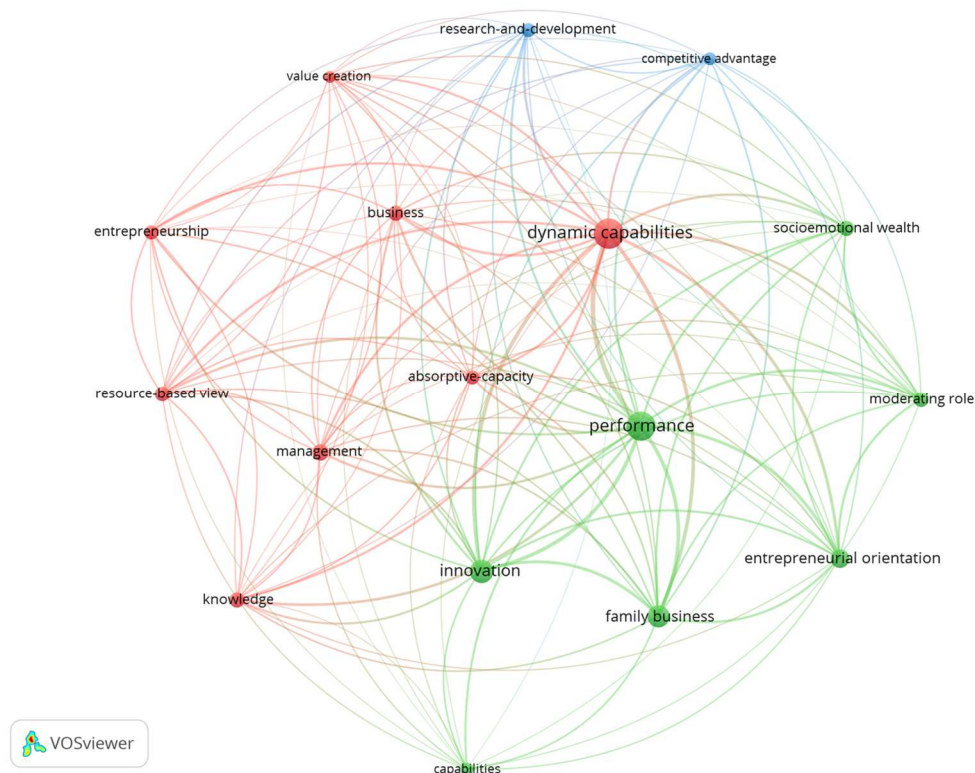 research-and-development
competitive advantage
value creation
business
entrepreneurship
dynamic capabilities
socioemotional wealth
absorptive-capacity
resource-based view
moderating role
performance
management
entrepreneurial orientation
innovation
knowledge
family business
VOSviewer
capabilities